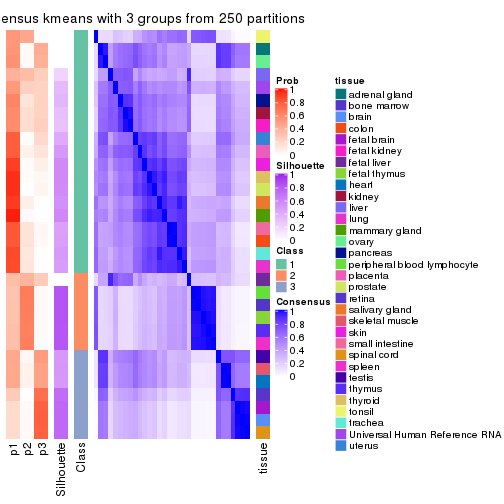 ensus kmeans with 3 groups from 250 partitions
Prob
1
0.8
0.6
0.4
0.2
0
Silhouette
1
0.8
0.6
0.4
0.2
0
Class
1
2
3
Consensus
1
0.8
0.6
0.4
0.2
0
tissue
adrenal gland
bone marrow
brain
colon
fetal brain
fetal kidney
fetal liver
fetal thymus
heart
kidney
liver
lung
mammary gland
ovary
pancreas
peripheral blood lymphocyte
placenta
prostate
retina
salivary gland
skeletal muscle
skin
small intestine
spinal cord
spleen
testis
thymus
thyroid
tonsil
trachea
Universal Human Reference RNA
uterus
p1
p2
p3
Silhouette
Class
tissue